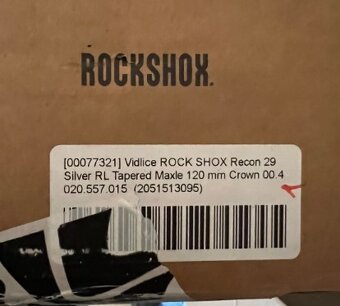 ROCKSHOX.
[00077321] Vidlice ROCK SHOX Recon 29
Silver RL Tapered Maxle 120 mm Crown 00.4
020.557.015 (2051513095)